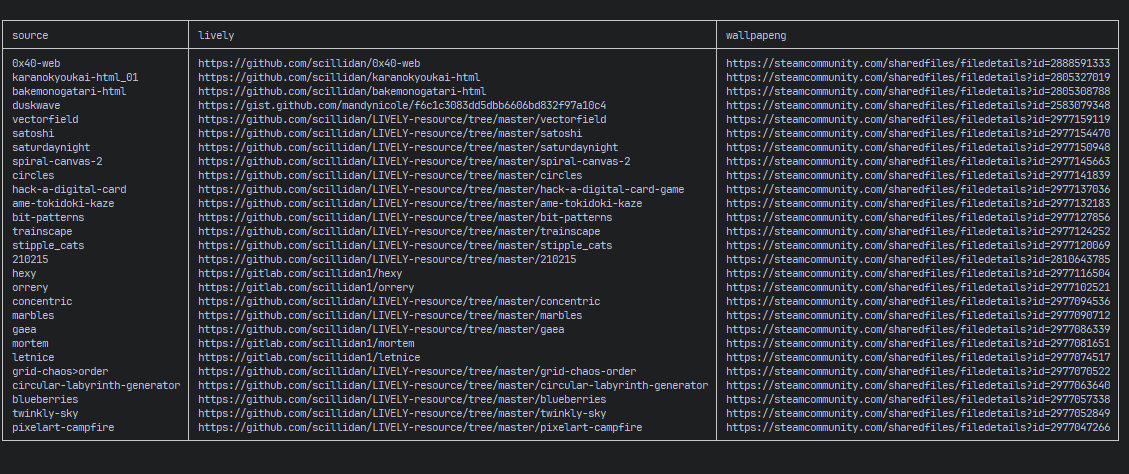 source lively wallpapeng
0x40-web https://github.com/scillidan/0x40-web https://steamcommunity.com/sharedfiles/filedetails?id=2888591333
karanokyoukai-html_01 https://github.com/scillidan/karanokyoukai-html https://steamcommunity.com/sharedfiles/filedetails?id=2805327019
bakemonogatari-html https://github.com/scillidan/bakemonogatari-html https://steamcommunity.com/sharedfiles/filedetails?id=2805308788
duskwave https://gist.github.com/mandynicole/f6c1c3083dd5dbb6606bd832f97a10c4 https://steamcommunity.com/sharedfiles/filedetails?id=2583079348
vectorfield https://github.com/scillidan/LIVELY-resource/tree/master/vectorfield https://steamcommunity.com/sharedfiles/filedetails?id=2977159119
satoshi https://github.com/scillidan/LIVELY-resource/tree/master/satoshi https://steamcommunity.com/sharedfiles/filedetails?id=2977154470
saturdaynight https://github.com/scillidan/LIVELY-resource/tree/master/saturdaynight https://steamcommunity.com/sharedfiles/filedetails?id=2977150948
spiral-canvas-2 https://github.com/scillidan/LIVELY-resource/tree/master/spiral-canvas-2 https://steamcommunity.com/sharedfiles/filedetails?id=2977145663
circles https://github.com/scillidan/LIVELY-resource/tree/master/circles https://steamcommunity.com/sharedfiles/filedetails?id=2977141839
hack-a-digital-card https://github.com/scillidan/LIVELY-resource/tree/master/hack-a-digital-card-game https://steamcommunity.com/sharedfiles/filedetails?id=2977137036
ame-tokidoki-kaze https://github.com/scillidan/LIVELY-resource/tree/master/ame-tokidoki-kaze https://steamcommunity.com/sharedfiles/filedetails?id=2977132183
bit-patterns https://github.com/scillidan/LIVELY-resource/tree/master/bit-patterns https://steamcommunity.com/sharedfiles/filedetails?id=2977127856
trainscape https://github.com/scillidan/LIVELY-resource/tree/master/trainscape https://steamcommunity.com/sharedfiles/filedetails?id=2977124252
stipple_cats https://github.com/scillidan/LIVELY-resource/tree/master/stipple_cats https://steamcommunity.com/sharedfiles/filedetails?id=2977120069
210215 https://github.com/scillidan/LIVELY-resource/tree/master/210215 https://steamcommunity.com/sharedfiles/filedetails?id=2810643785
hexy https://gitlab.com/scillidan1/hexy https://steamcommunity.com/sharedfiles/filedetails?id=2977116504
orrery https://gitlab.com/scillidan1/orrery https://steamcommunity.com/sharedfiles/filedetails?id=2977102521
concentric https://github.com/scillidan/LIVELY-resource/tree/master/concentric https://steamcommunity.com/sharedfiles/filedetails?id=2977094536
marbles https://github.com/scillidan/LIVELY-resource/tree/master/marbles https://steamcommunity.com/sharedfiles/filedetails?id=2977090712
gaea https://github.com/scillidan/LIVELY-resource/tree/master/gaea https://steamcommunity.com/sharedfiles/filedetails?id=2977086339
mortem https://gitlab.com/scillidan1/mortem https://steamcommunity.com/sharedfiles/filedetails?id=2977081651
letnice https://gitlab.com/scillidan1/letnice https://steamcommunity.com/sharedfiles/filedetails?id=2977074517
grid-chaos>order https://github.com/scillidan/LIVELY-resource/tree/master/grid-chaos-order https://steamcommunity.com/sharedfiles/filedetails?id=2977070522
circular-labyrinth-generator https://github.com/scillidan/LIVELY-resource/tree/master/circular-labyrinth-generator https://steamcommunity.com/sharedfiles/filedetails?id=2977063640
blueberries https://github.com/scillidan/LIVELY-resource/tree/master/blueberries https://steamcommunity.com/sharedfiles/filedetails?id=2977057338
twinkly-sky https://github.com/scillidan/LIVELY-resource/tree/master/twinkly-sky https://steamcommunity.com/sharedfiles/filedetails?id=2977052849
pixelart-campfire https://github.com/scillidan/LIVELY-resource/tree/master/pixelart-campfire https://steamcommunity.com/sharedfiles/filedetails?id=2977047266